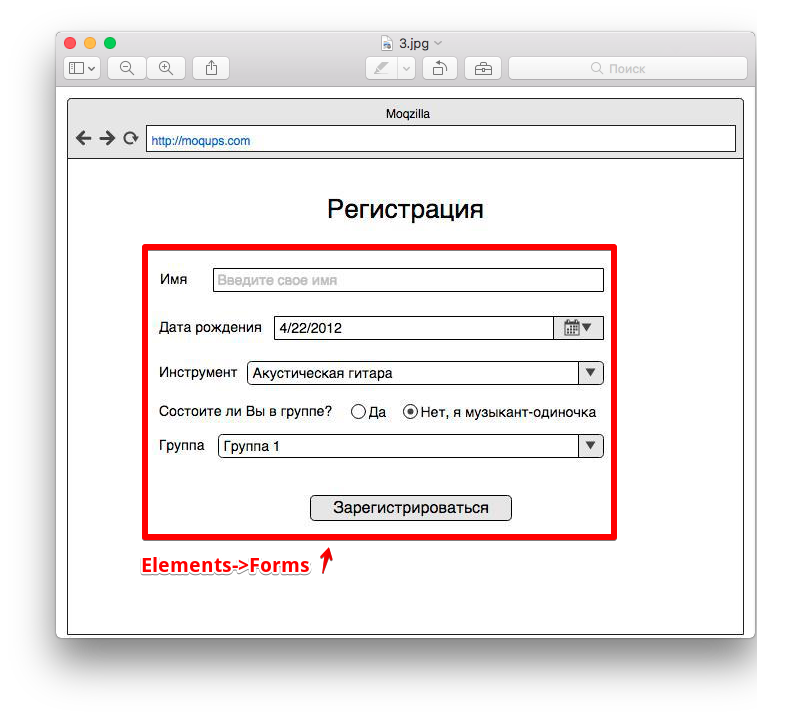 3.jpg
Поиск
Moqzilla
http://moqups.com
Регистрация
Имя Введите свое имя
Дата рождения 4/22/2012
Инструмент Акустическая гитара
Состоите ли Вы в группе? Да Нет, я музыкант-одиночка
Группа Группа 1
Зарегистрироваться
Elements->Forms